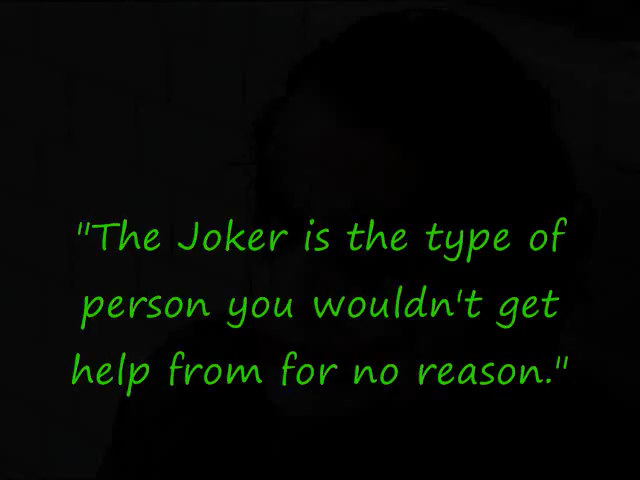 "The Joker is the type of
person you wouldn't get
help from for no reason."